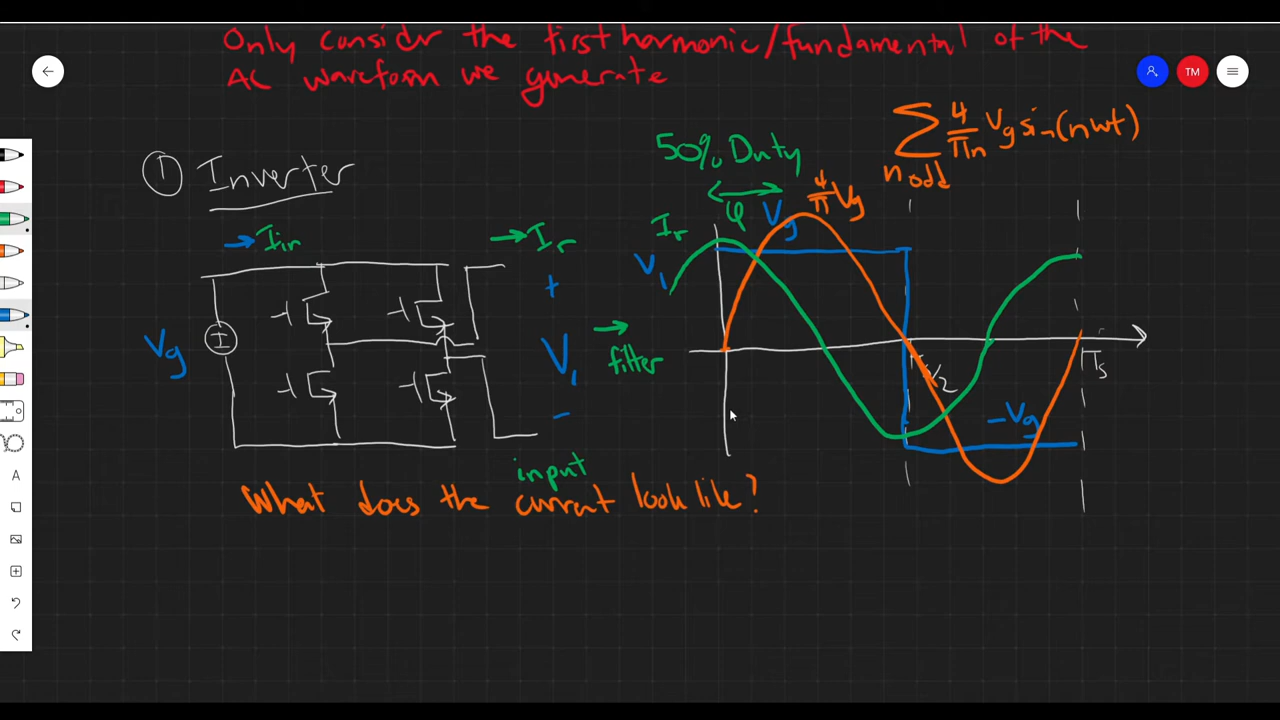 Only consider the first harmonic/fundamental of the
AC waveform we generate
TM
∑ 4/πn Vg sin(nwt)
n odd
① Inverter
50% Duty
φ
4/π Vg
Vg
Iin
Ir
Ir
V1
+
Vg
V1
filter
Ts/2
Ts
-
-Vg
input
What does the current look like?
A